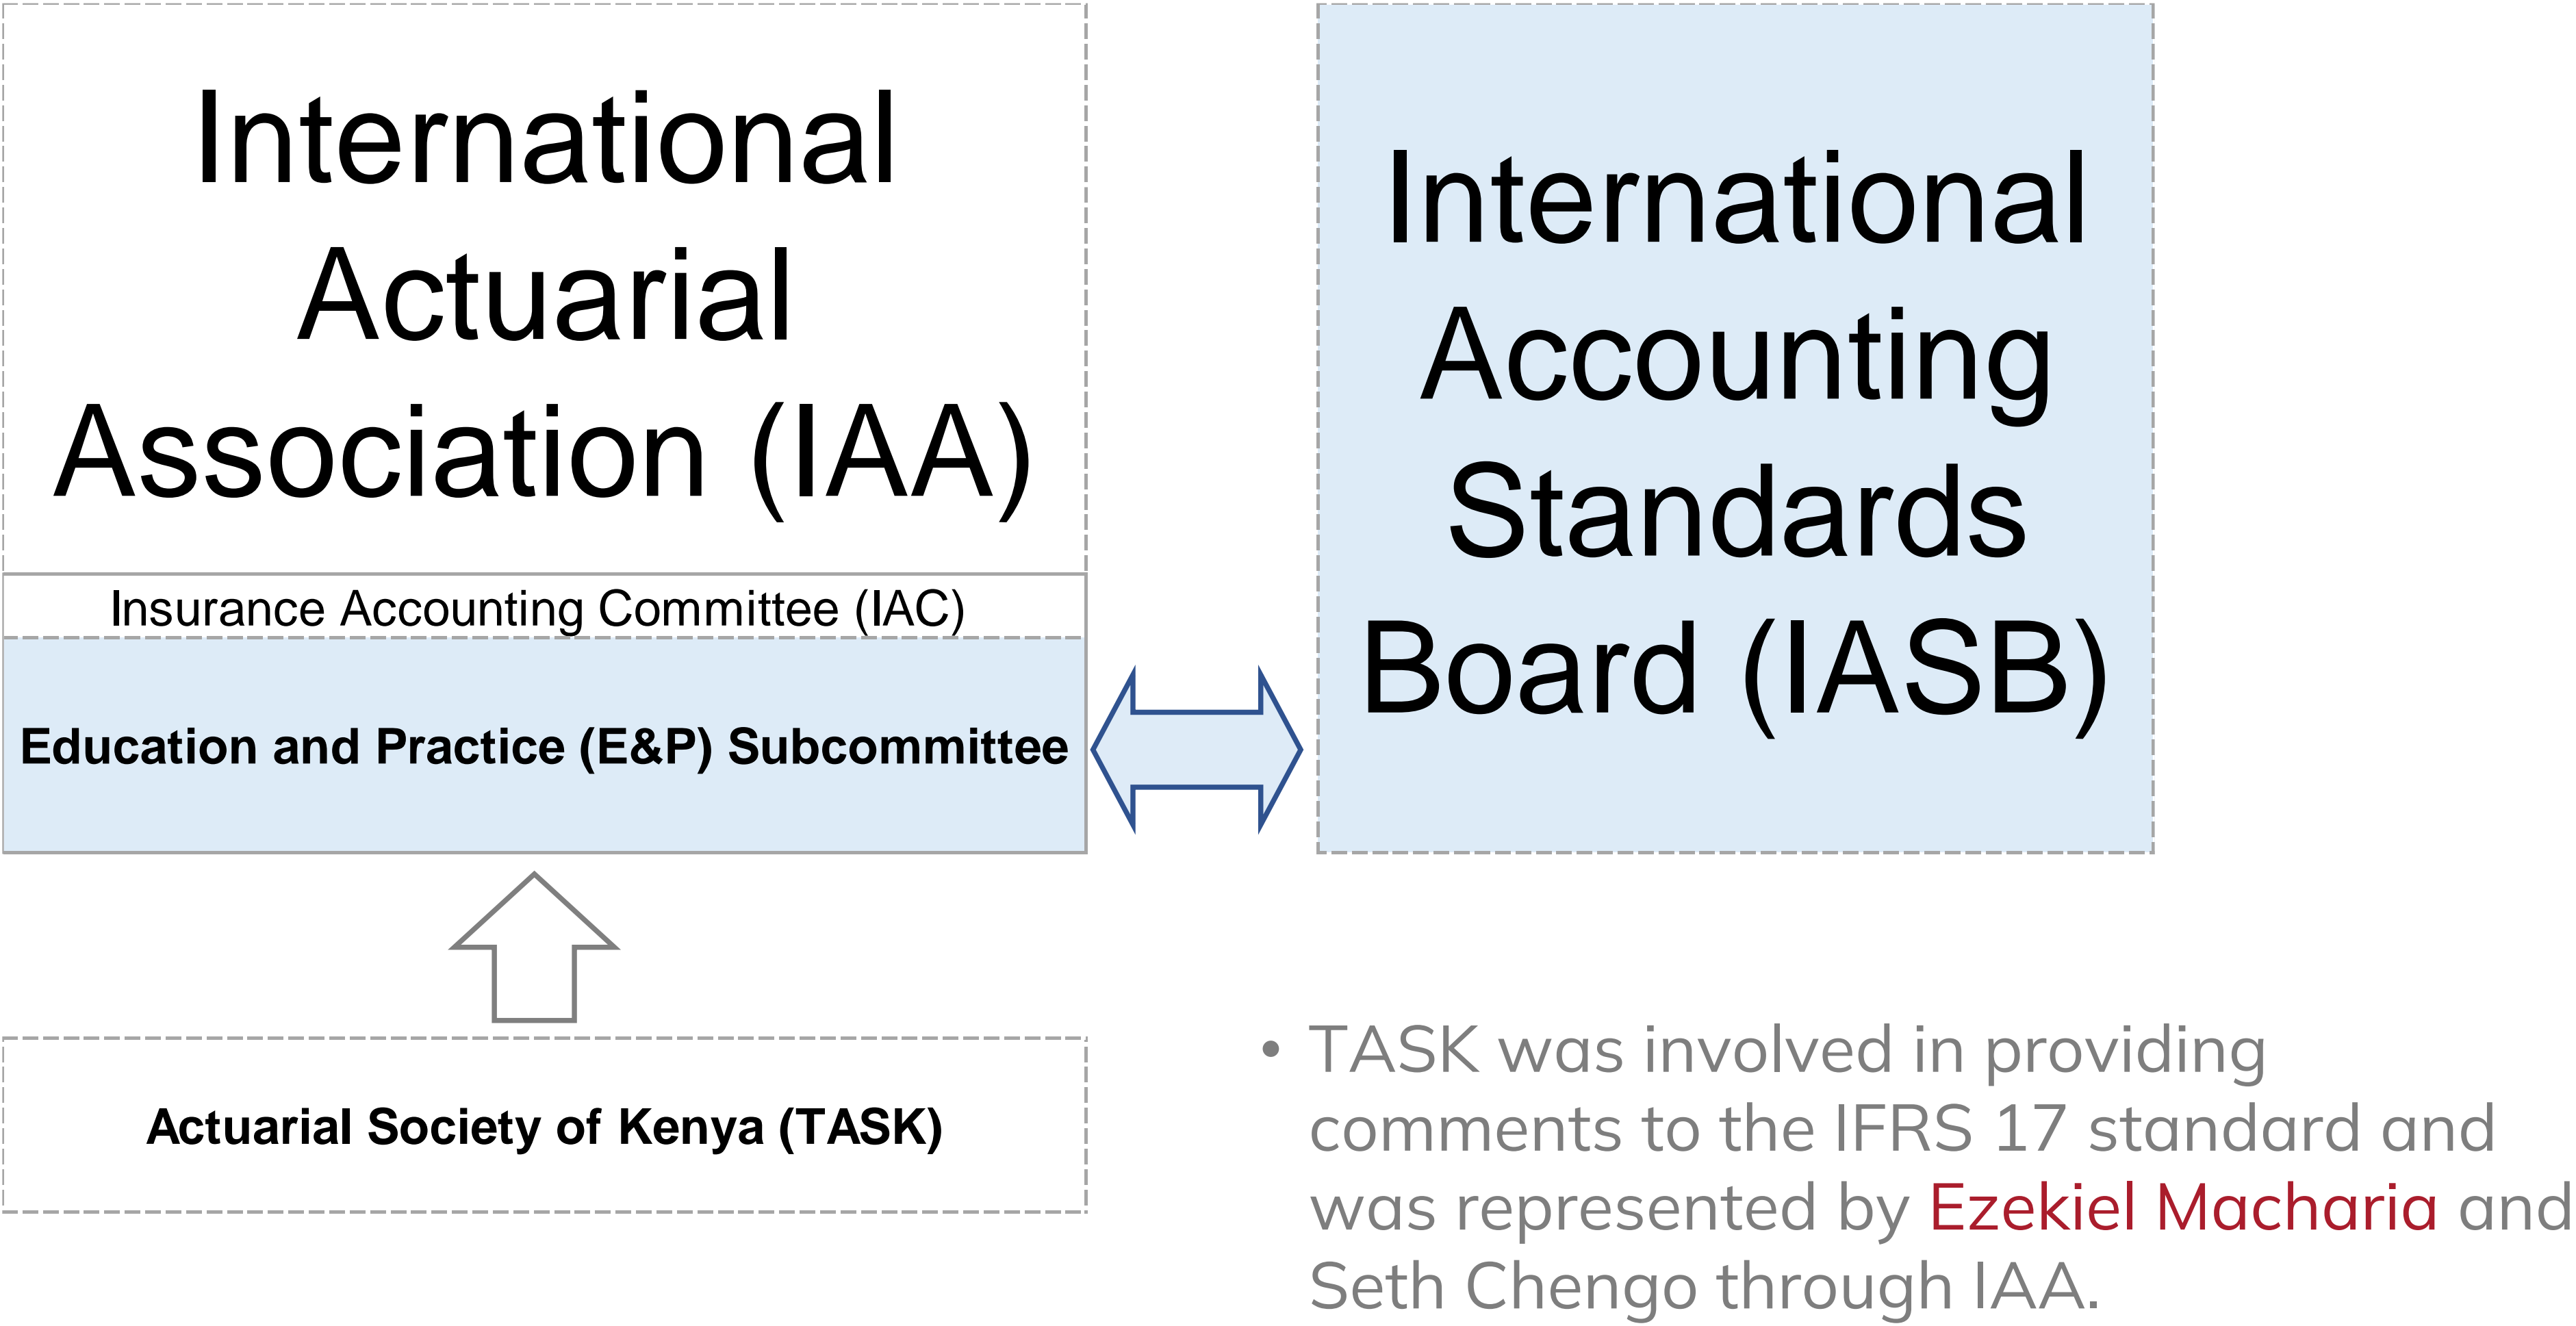 International
Actuarial
Association (IAA)
Insurance Accounting Committee (IAC)
Education and Practice (E&P) Subcommittee
International
Accounting
Standards
Board (IASB)
Actuarial Society of Kenya (TASK)
• TASK was involved in providing
comments to the IFRS 17 standard and
was represented by Ezekiel Macharia and
Seth Chengo through IAA.